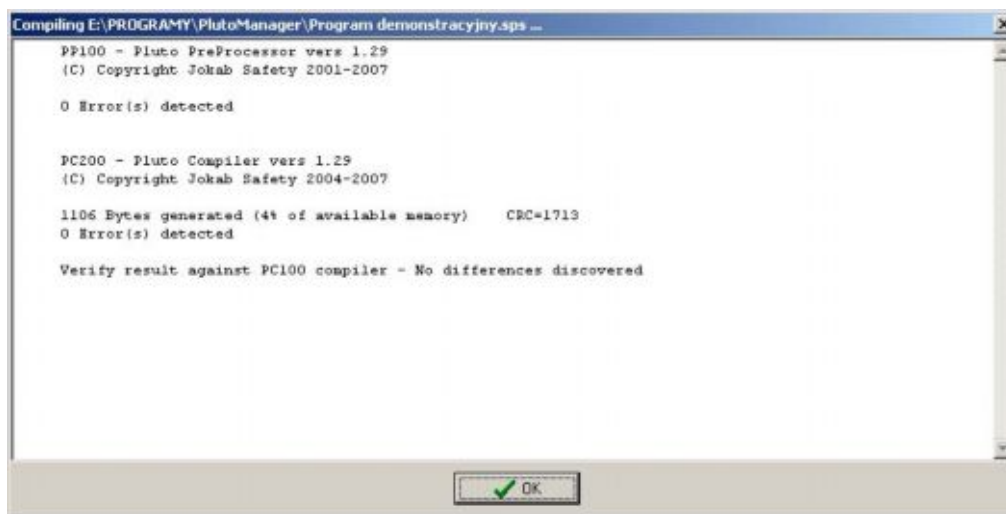 Compiling E:\PROGRAMY\PlutoManager\Program demonstracyjny.sps ...
PP100 - Pluto PreProcessor vers 1.29
(C) Copyright Jokab Safety 2001-2007
0 Error(s) detected
PC200 - Pluto Compiler vers 1.29
(C) Copyright Jokab Safety 2004-2007
1106 Bytes generated (4% of available memory)    CRC=1713
0 Error(s) detected
Verify result against PC100 compiler - No differences discovered
OK